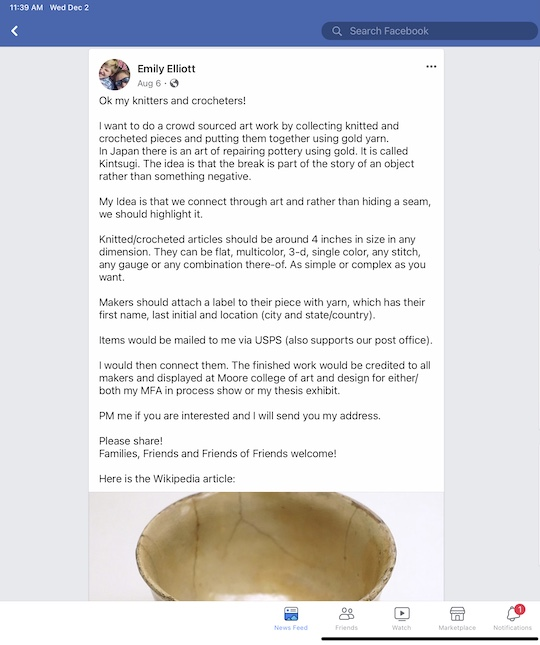 11:39 AM Wed Dec 2
Search Facebook
Emily Elliott
Aug 6 ·
Ok my knitters and crocheters!
I want to do a crowd sourced art work by collecting knitted and
crocheted pieces and putting them together using gold yarn.
In Japan there is an art of repairing pottery using gold. It is called
Kintsugi. The idea is that the break is part of the story of an object
rather than something negative.
My Idea is that we connect through art and rather than hiding a seam,
we should highlight it.
Knitted/crocheted articles should be around 4 inches in size in any
dimension. They can be flat, multicolor, 3-d, single color, any stitch,
any gauge or any combination there-of. As simple or complex as you
want.
Makers should attach a label to their piece with yarn, which has their
first name, last initial and location (city and state/country).
Items would be mailed to me via USPS (also supports our post office).
I would then connect them. The finished work would be credited to all
makers and displayed at Moore college of art and design for either/
both my MFA in process show or my thesis exhibit.
PM me if you are interested and I will send you my address.
Please share!
Families, Friends and Friends of Friends welcome!
Here is the Wikipedia article:
1
News Feed Friends Watch Marketplace Notifications